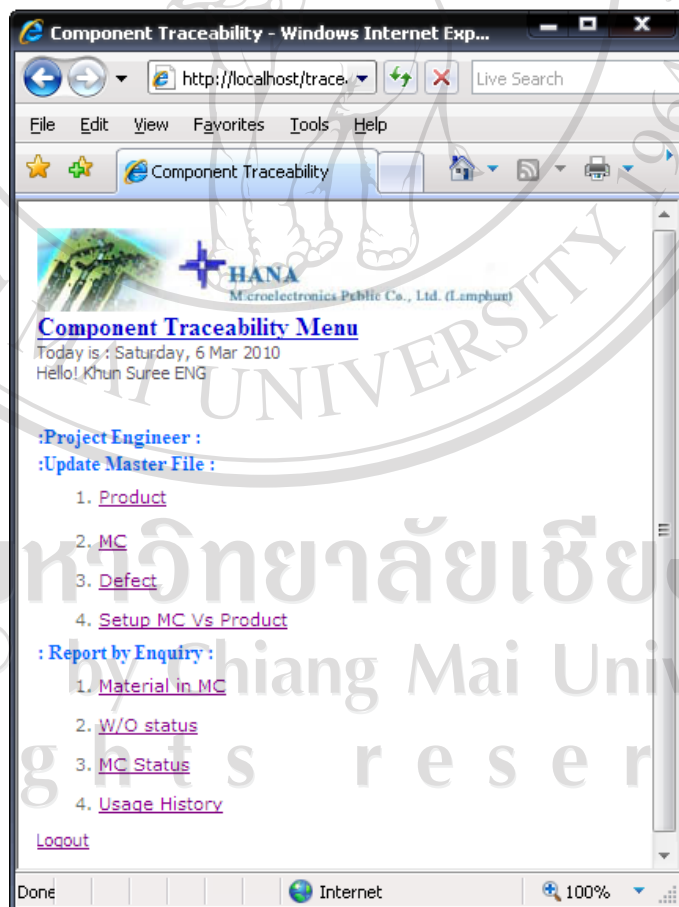 Component Traceability - Windows Internet Exp...
http://localhost/trace
Live Search
File Edit View Favorites Tools Help
Component Traceability
HANA
Microelectronics Public Co., Ltd. (Lamphun)
Component Traceability Menu
Today is : Saturday, 6 Mar 2010
Hello! Khun Suree ENG
:Project Engineer :
:Update Master File :
1. Product
2. MC
3. Defect
4. Setup MC Vs Product
: Report by Enquiry :
1. Material in MC
2. W/O status
3. MC Status
4. Usage History
Logout
Done Internet 100%
MAI UNIVERSITY 196
หาวิทยาลัยเชีย
by Chiang Mai Univ
ghts reser